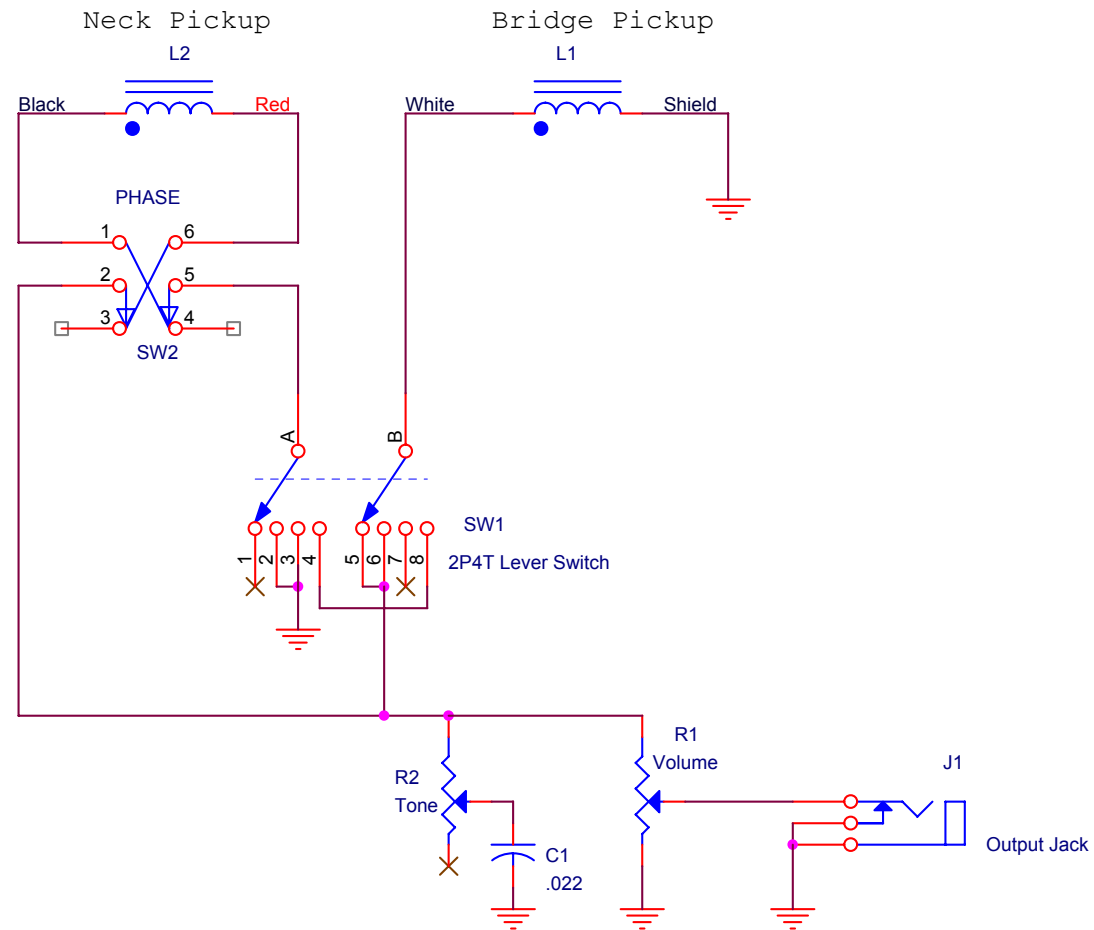 Neck Pickup
Bridge Pickup
L2
L1
Black
Red
White
Shield
PHASE
1
6
2
5
3
4
SW2
A
B
SW1
1
2
3
4
5
6
7
8
2P4T Lever Switch
R1
Volume
R2
Tone
J1
C1
.022
Output Jack